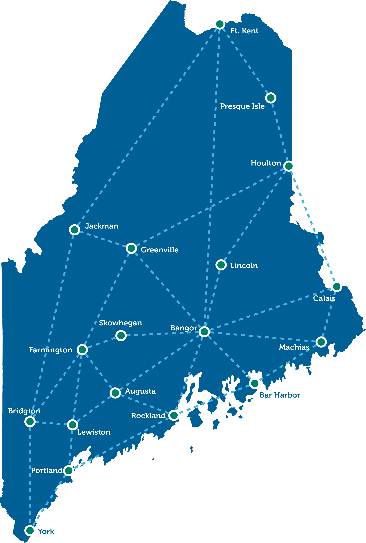 Ft. Kent
Presque Isle
Houlton
Jackman
Greenville
Lincoln
Calais
Skowhegan
Bangor
Farmington
Machias
Augusta
Bar Harbor
Bridgton
Rockland
Lewiston
Portland
York